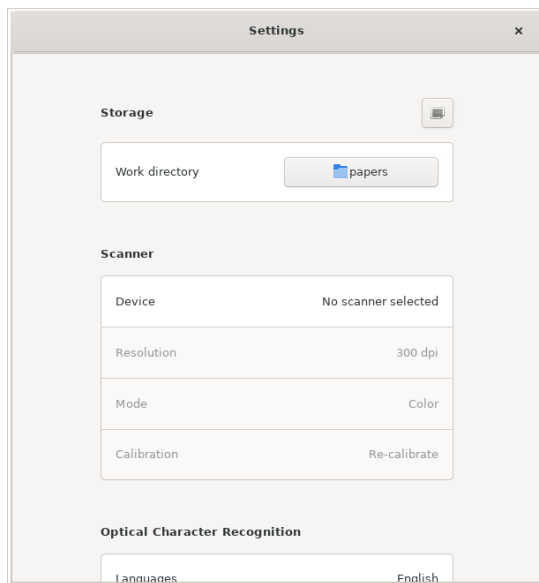 Settings
Storage
Work directory papers
Scanner
Device No scanner selected
Resolution 300 dpi
Mode Color
Calibration Re-calibrate
Optical Character Recognition
Languages English